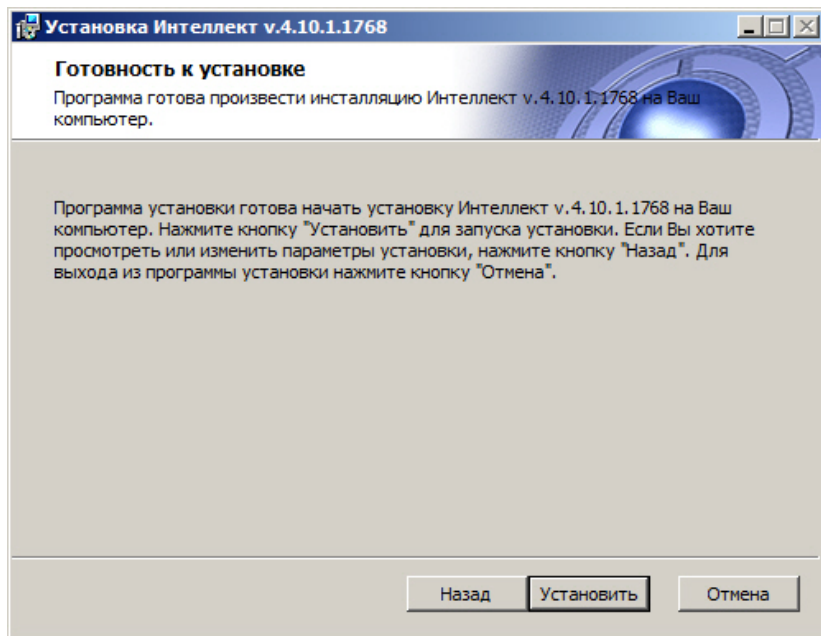 Установка Интеллект v.4.10.1.1768
Готовность к установке
Программа готова произвести инсталляцию Интеллект v.4.10.1.1768 на Ваш
компьютер.
Программа установки готова начать установку Интеллект v.4.10.1.1768 на Ваш
компьютер. Нажмите кнопку "Установить" для запуска установки. Если Вы хотите
просмотреть или изменить параметры установки, нажмите кнопку "Назад". Для
выхода из программы установки нажмите кнопку "Отмена".
Назад
Установить
Отмена